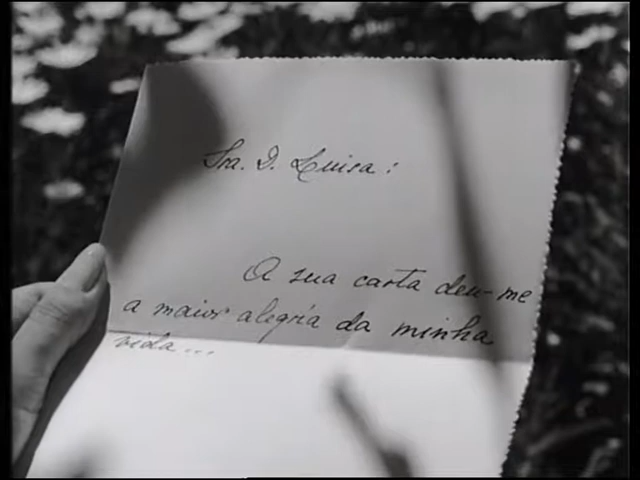 Sra. D. Luisa:
A sua carta deu-me
a maior alegria da minha
vida...